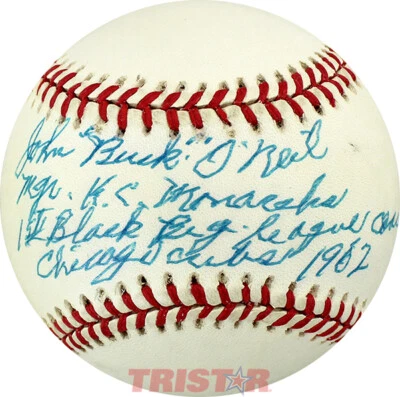 John "Buck" O'Neil
Mgr. K.C. Monarchs
1st Black Big-League
Chicago Cubs 1962
TRISTAR